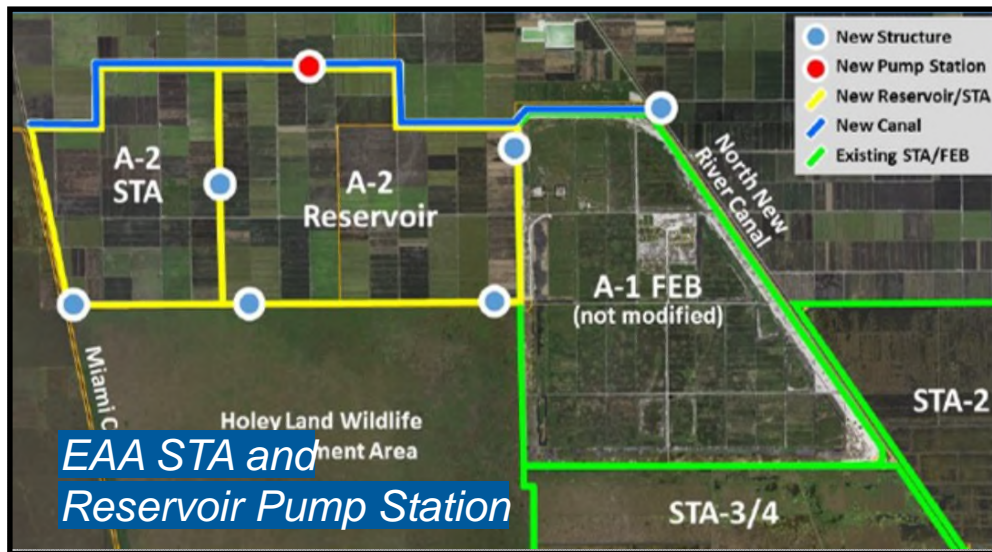 New Structure
New Pump Station
New Reservoir/STA
New Canal
Existing STA/FEB
North New
River Canal
A-2
STA
A-2
Reservoir
A-1 FEB
(not modified)
Miami C
STA-2
Holey Land Wildlife
ment Area
EAA STA and
Reservoir Pump Station
STA-3/4